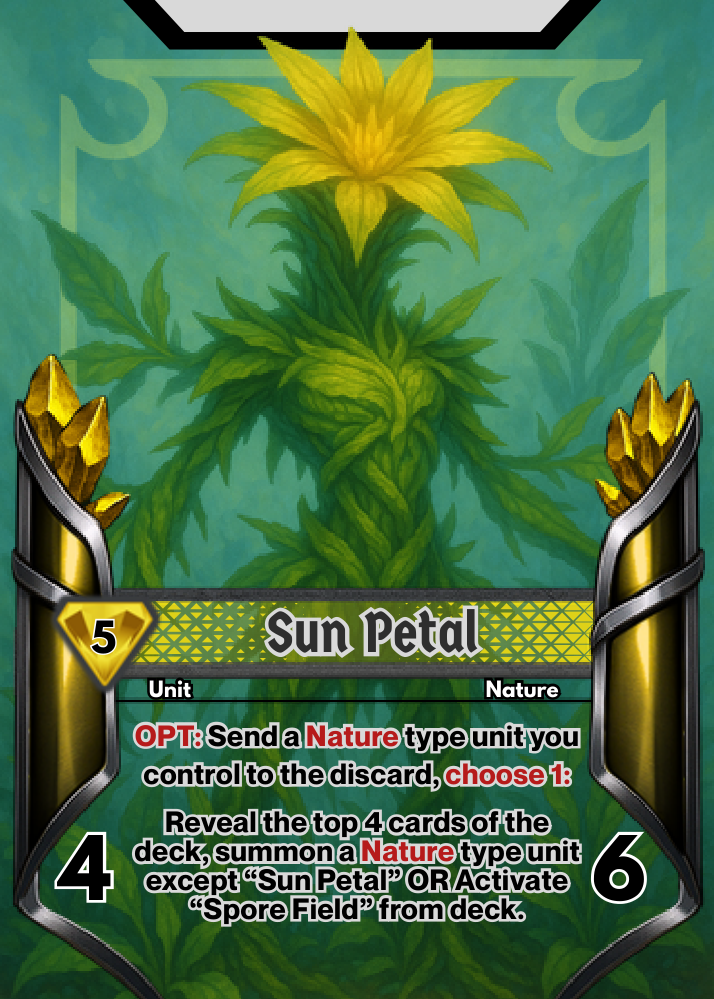 5
Sun Petal
Unit
Nature
OPT: Send a Nature type unit you
control to the discard, choose 1:
Reveal the top 4 cards of the
deck, summon a Nature type unit
except “Sun Petal” OR Activate
“Spore Field” from deck.
4
6